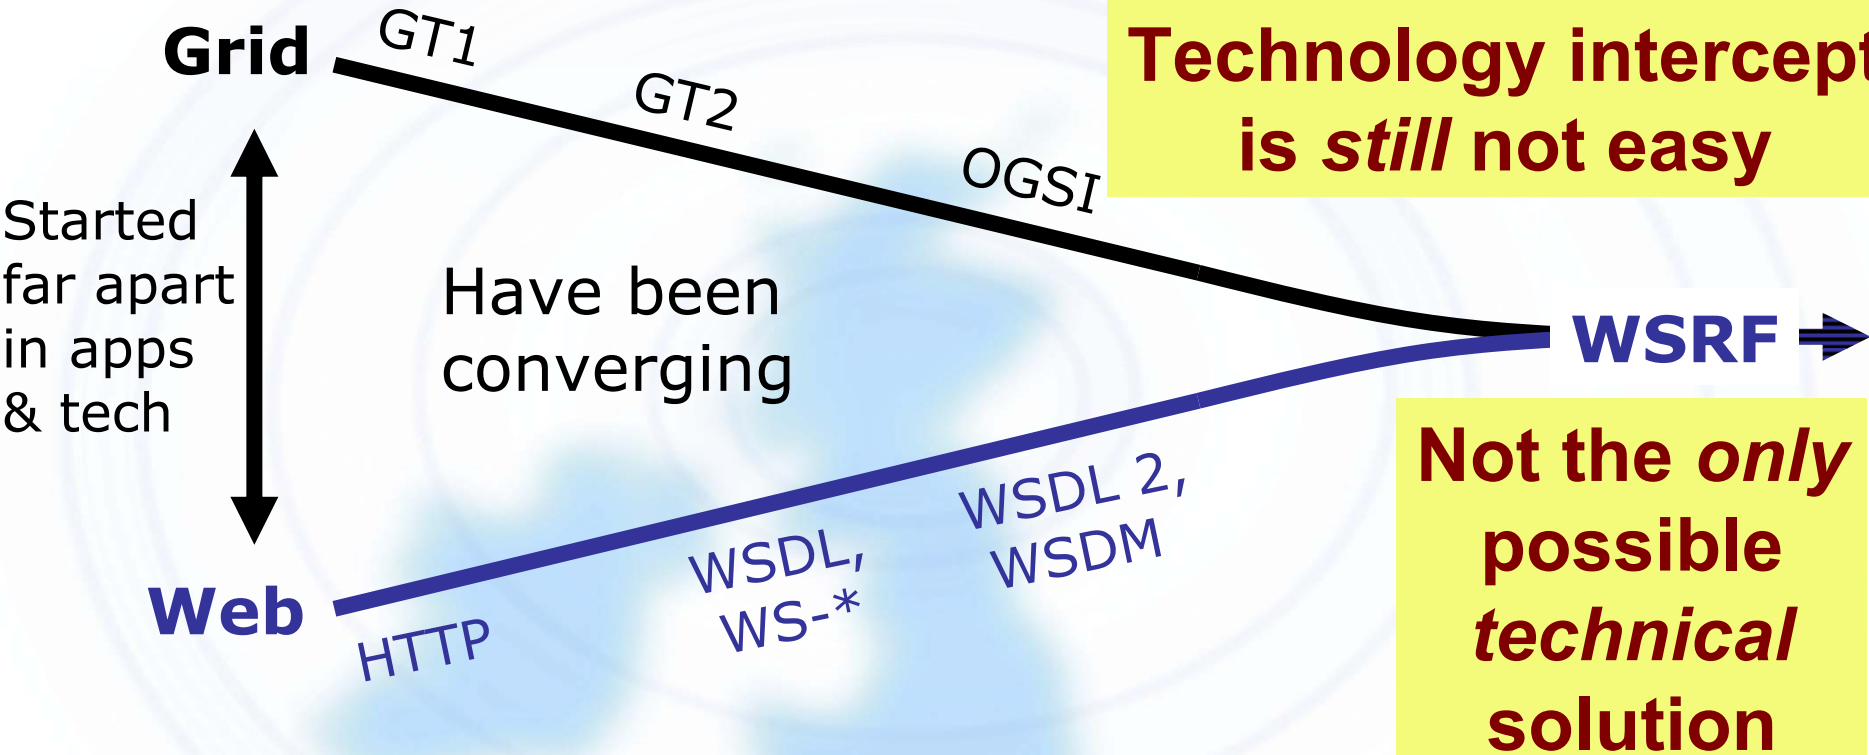 Grid
GT1
GT2
OGSI
Technology intercept
is still not easy
Started
far apart
in apps
& tech
Have been
converging
WSRF
Web
HTTP
WSDL,
WS-*
WSDL 2,
WSDM
Not the only
possible
technical
solution